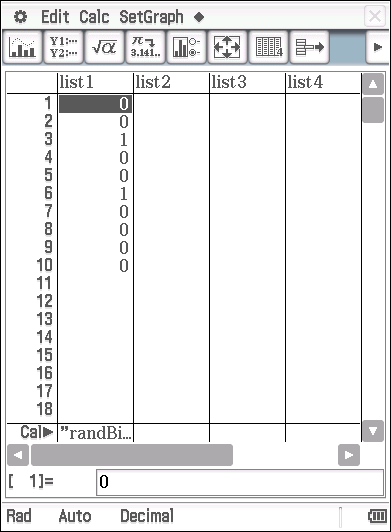 Edit Calc SetGraph
Y1:···
Y2:···
√α
π
3.141..
4
list1 list2 list3 list4
1 0
2 0
3 1
4 0
5 0
6 1
7 0
8 0
9 0
10 0
11
12
13
14
15
16
17
18
Cal▶ "randBi...
[ 1]= 0
Rad Auto Decimal